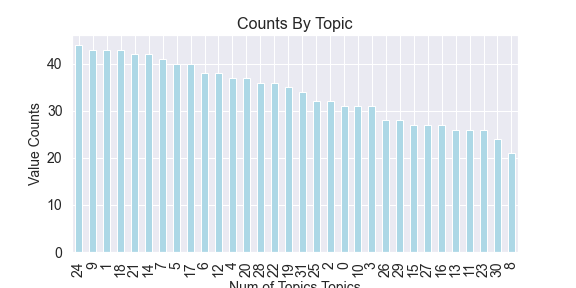 Counts By Topic
Value Counts
40
30
20
10
0
24 9 1 18 21 14 7 5 17 6 12 4 20 28 22 19 31 25 2 0 10 3 26 29 15 27 16 13 11 23 30 8
Num of Topics Topics